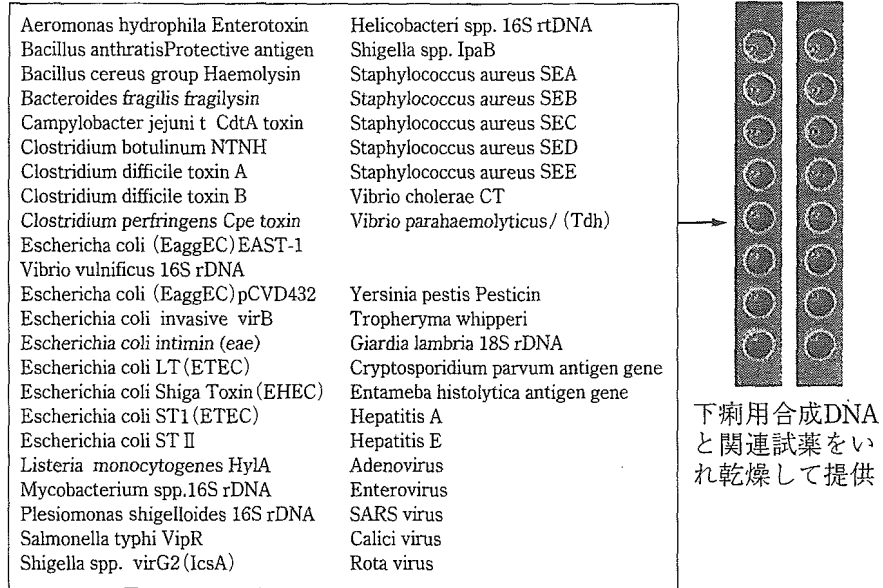 Aeromonas hydrophila Enterotoxin
Bacillus anthratisProtective antigen
Bacillus cereus group Haemolysin
Bacteroides fragilis fragilysin
Campylobacter jejuni t CdtA toxin
Clostridium botulinum NTNH
Clostridium difficile toxin A
Clostridium difficile toxin B
Clostridium perfringens Cpe toxin
Eschericha coli (EaggEC) EAST-1
Vibrio vulnificus 16S rDNA
Eschericha coli (EaggEC) pCVD432
Escherichia coli invasive virB
Escherichia coli intimin (eae)
Escherichia coli LT (ETEC)
Escherichia coli Shiga Toxin (EHEC)
Escherichia coli ST1 (ETEC)
Escherichia coli ST II
Listeria monocytogenes HylA
Mycobacterium spp.16S rDNA
Plesiomonas shigelloides 16S rDNA
Salmonella typhi VipR
Shigella spp. virG2 (IcsA)
Helicobacteri spp. 16S rtDNA
Shigella spp. IpaB
Staphylococcus aureus SEA
Staphylococcus aureus SEB
Staphylococcus aureus SEC
Staphylococcus aureus SED
Staphylococcus aureus SEE
Vibrio cholerae CT
Vibrio parahaemolyticus/ (Tdh)
Yersinia pestis Pesticin
Tropheryma whipperi
Giardia lambria 18S rDNA
Cryptosporidium parvum antigen gene
Entameba histolytica antigen gene
Hepatitis A
Hepatitis E
Adenovirus
Enterovirus
SARS virus
Calici virus
Rota virus
下痢用合成DNA
と関連試薬をい
れ乾燥して提供